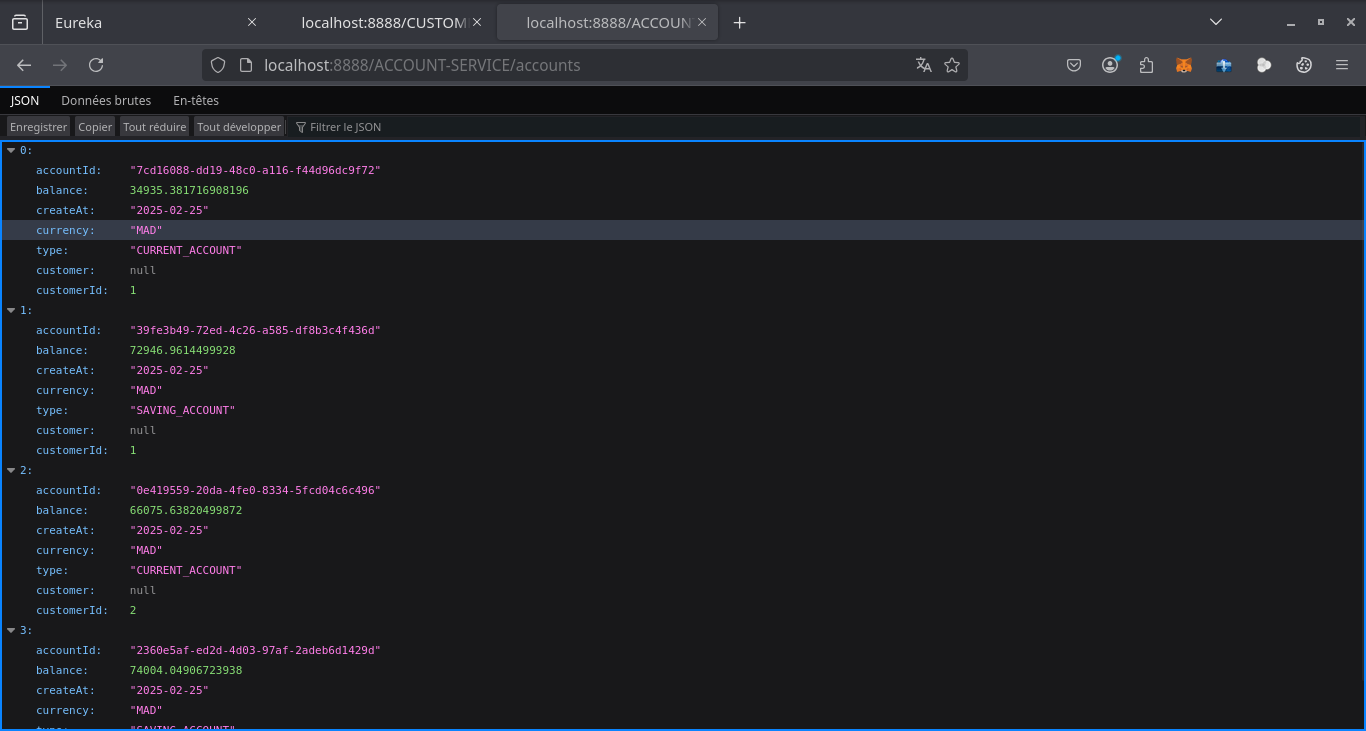 Eureka
localhost:8888/CUSTOM
localhost:8888/ACCOUN
localhost:8888/ACCOUNT-SERVICE/accounts
JSON Données brutes En-têtes
Enregistrer Copier Tout réduire Tout développer Filtrer le JSON
0:
accountId: "7cd16088-dd19-48c0-a116-f44d96dc9f72"
balance: 34935.381716908196
createAt: "2025-02-25"
currency: "MAD"
type: "CURRENT_ACCOUNT"
customer: null
customerId: 1
1:
accountId: "39fe3b49-72ed-4c26-a585-df8b3c4f436d"
balance: 72946.9614499928
createAt: "2025-02-25"
currency: "MAD"
type: "SAVING_ACCOUNT"
customer: null
customerId: 1
2:
accountId: "0e419559-20da-4fe0-8334-5fcd04c6c496"
balance: 66075.63820499872
createAt: "2025-02-25"
currency: "MAD"
type: "CURRENT_ACCOUNT"
customer: null
customerId: 2
3:
accountId: "2360e5af-ed2d-4d03-97af-2adeb6d1429d"
balance: 74004.04906723938
createAt: "2025-02-25"
currency: "MAD"
type: "SAVING_ACCOUNT"